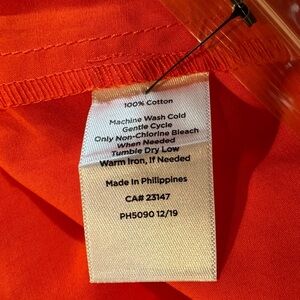 100% Cotton
Machine Wash Cold
Gentle Cycle
Only Non-Chlorine Bleach
When Needed
Tumble Dry Low
Warm Iron, If Needed
Made in Philippines
CA# 23147
PH5090 12/19